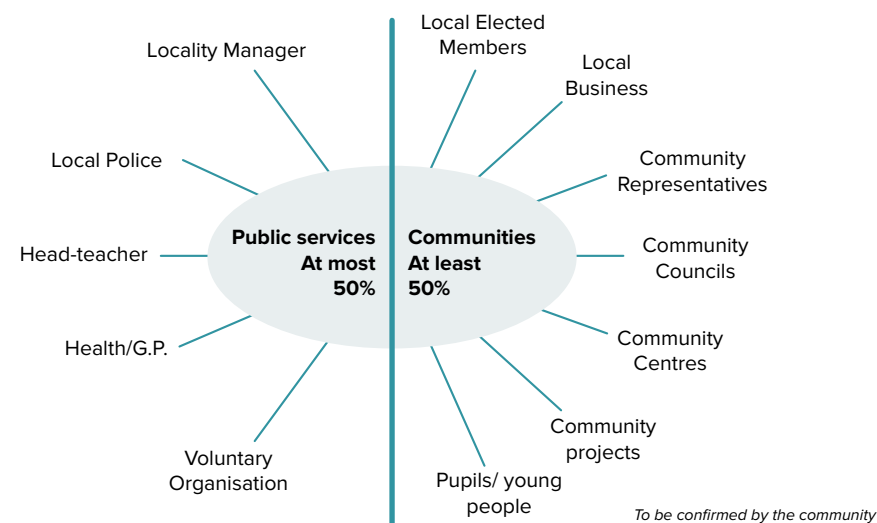 Locality Manager
Local Police
Head-teacher
Health/G.P.
Voluntary
Organisation
Public services
At most
50%
Communities
At least
50%
Local Elected
Members
Local
Business
Community
Representatives
Community
Councils
Community
Centres
Community
projects
Pupils/ young
people
To be confirmed by the community